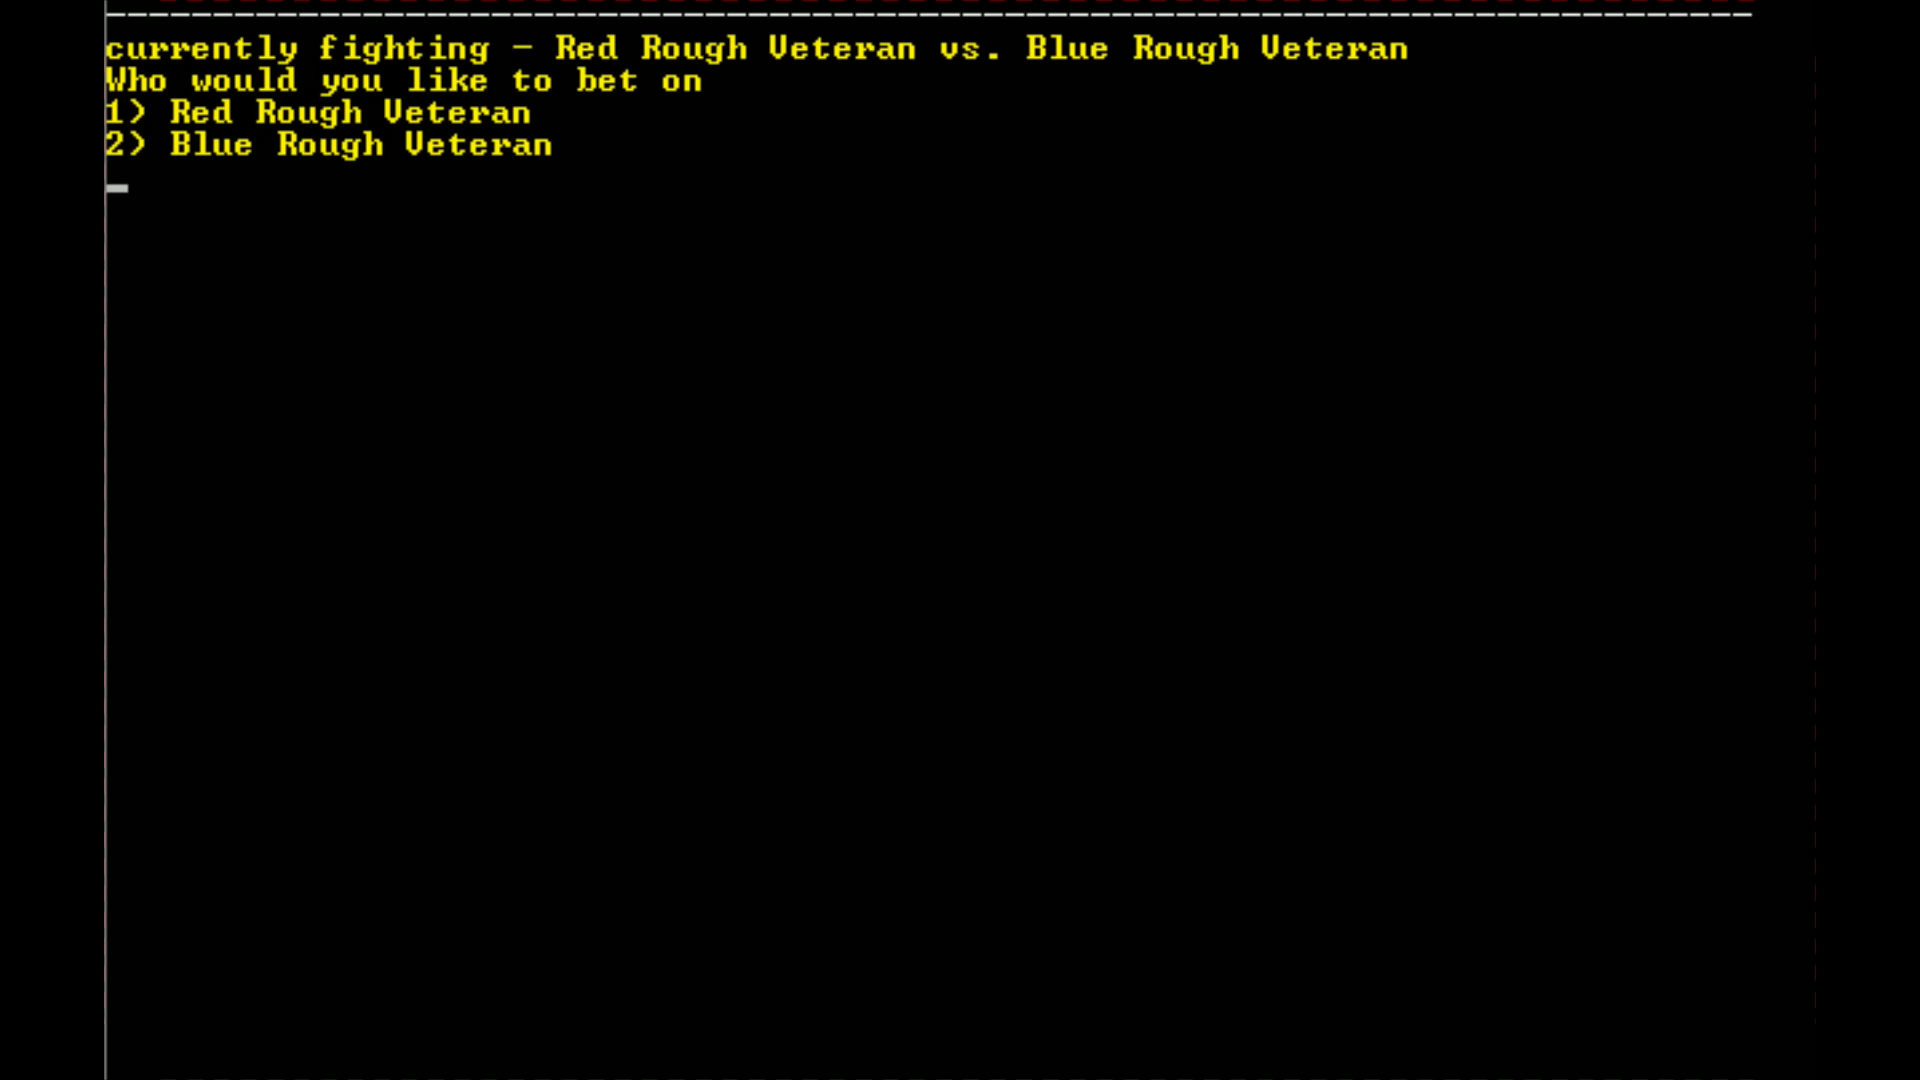 currently fighting - Red Rough Veteran vs. Blue Rough Veteran
Who would you like to bet on
1) Red Rough Veteran
2) Blue Rough Veteran